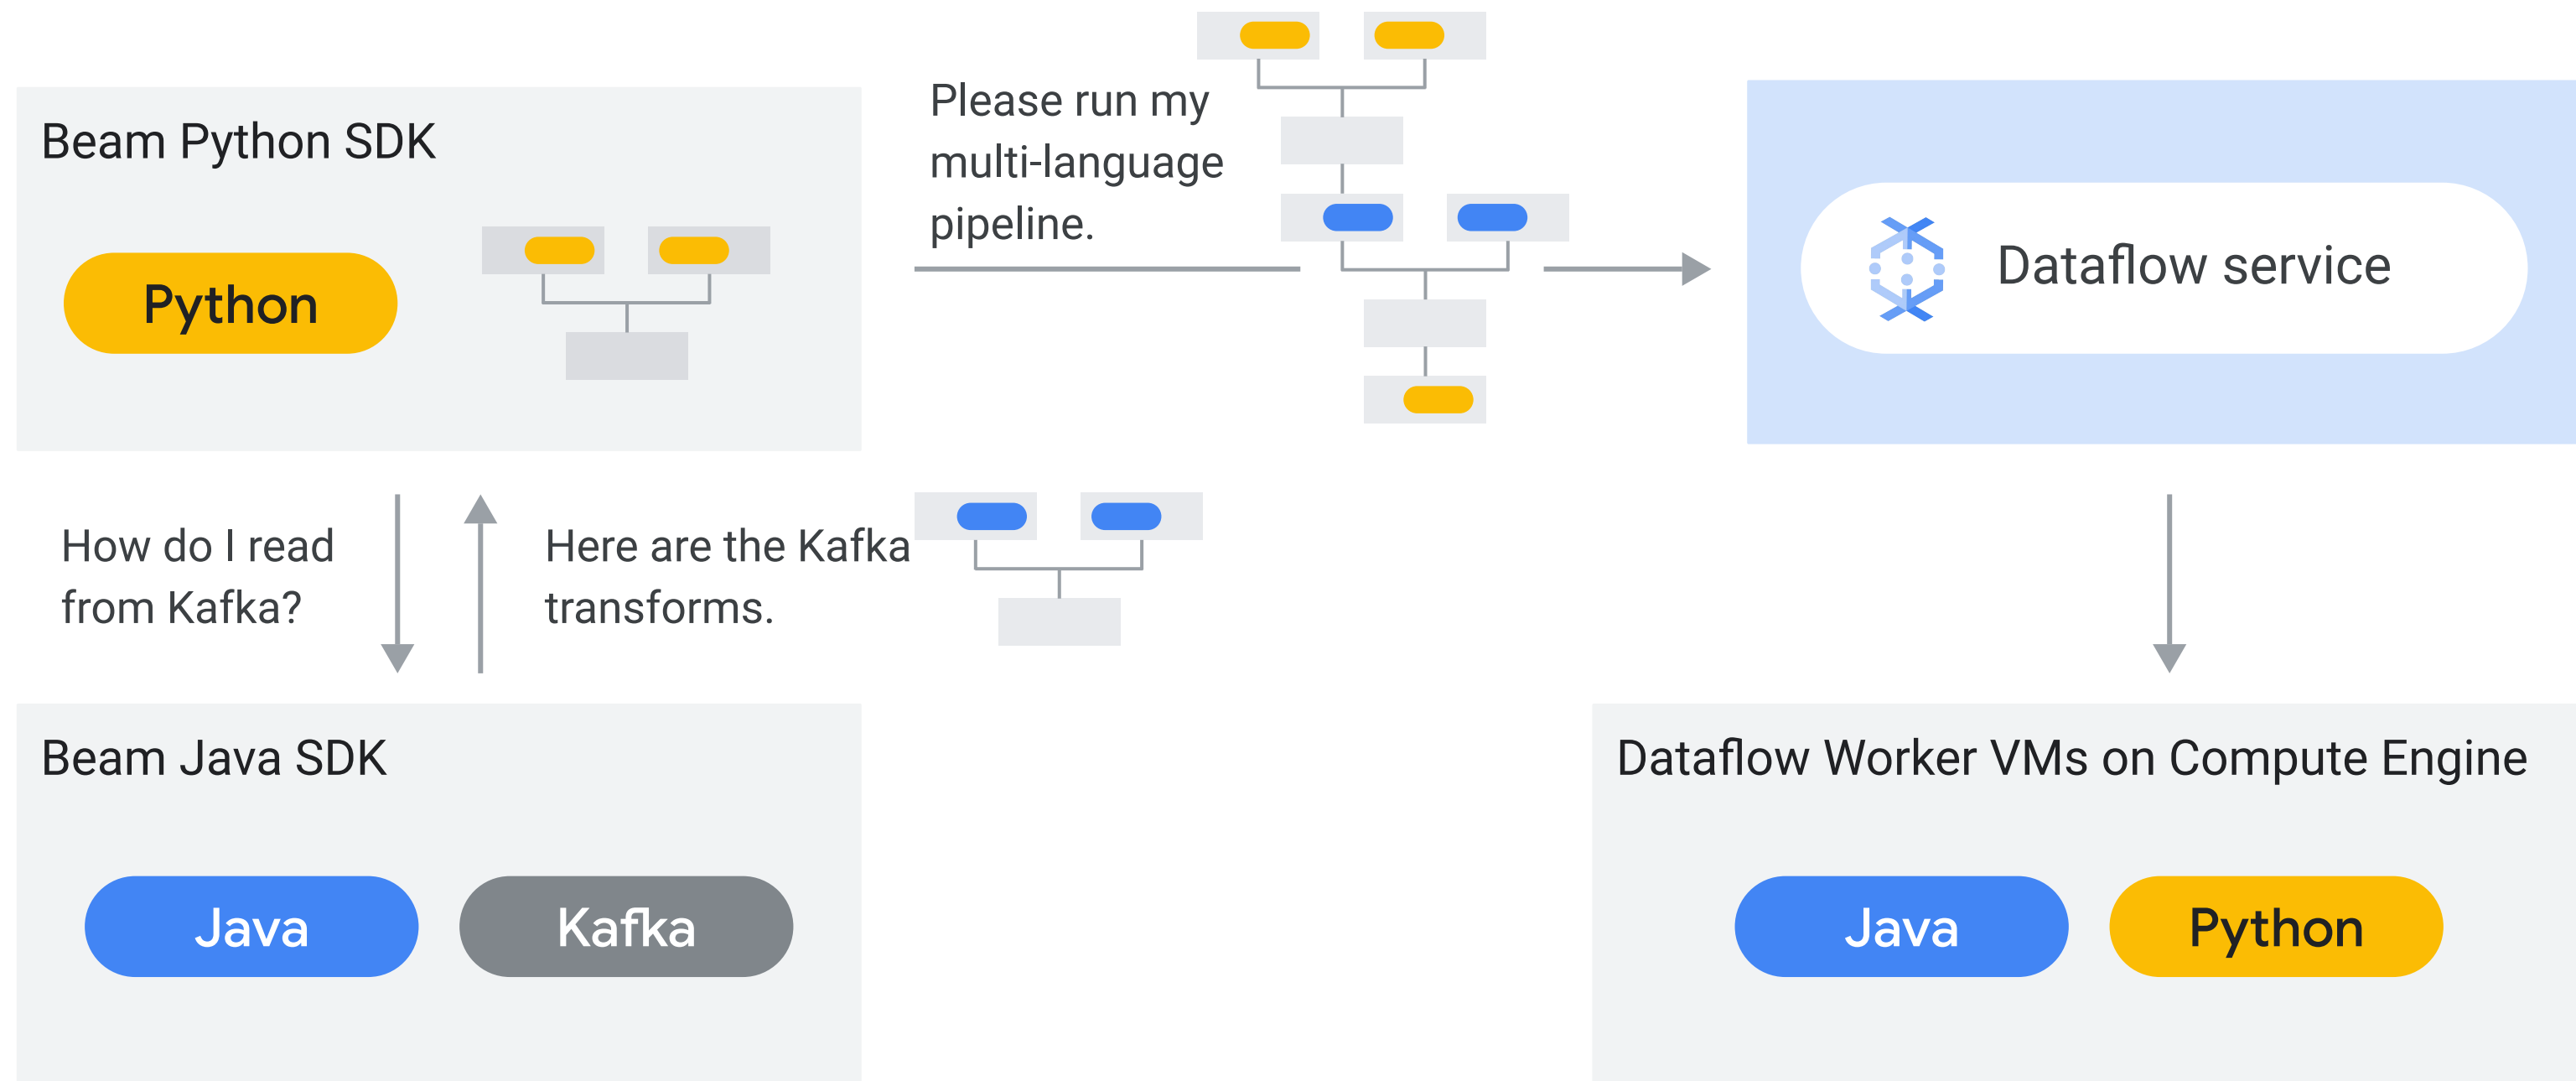 Beam Python SDK
Python
Please run my
multi-language
pipeline.
Dataflow service
How do I read
from Kafka?
Here are the Kafka
transforms.
Beam Java SDK
Java
Kafka
Dataflow Worker VMs on Compute Engine
Java
Python